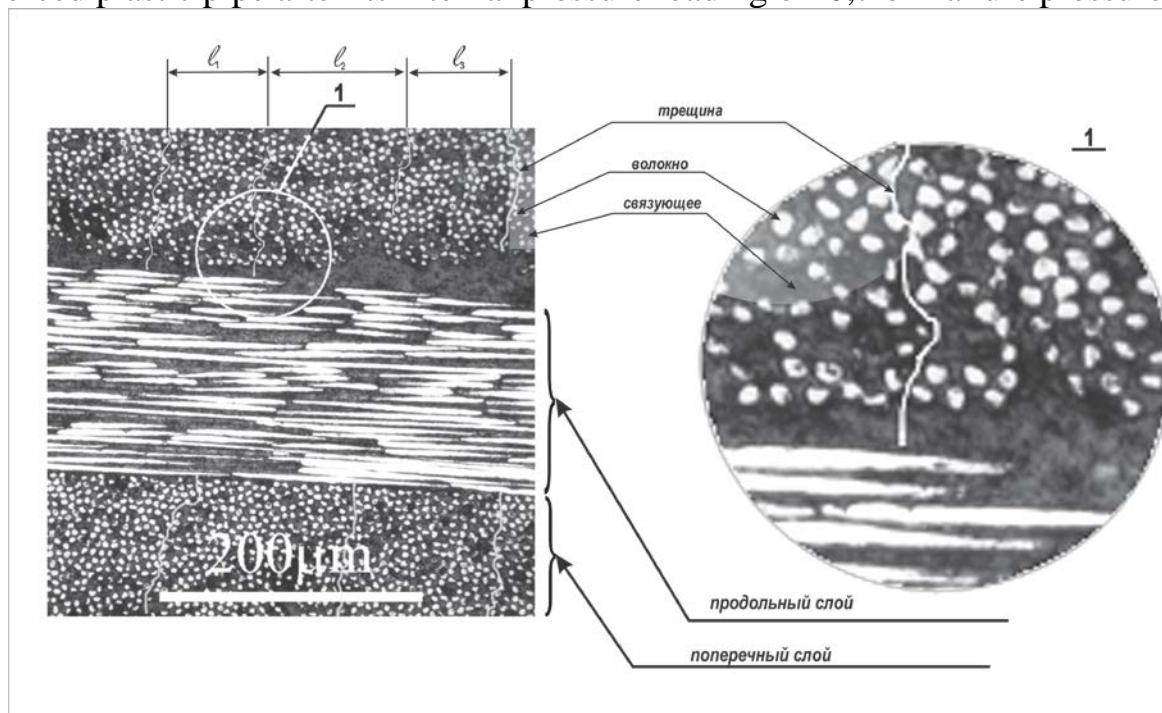 ℓ₁ ℓ₂ ℓ₃
1
трещина
1
волокно
связующее
200µm
продольный слой
поперечный слой